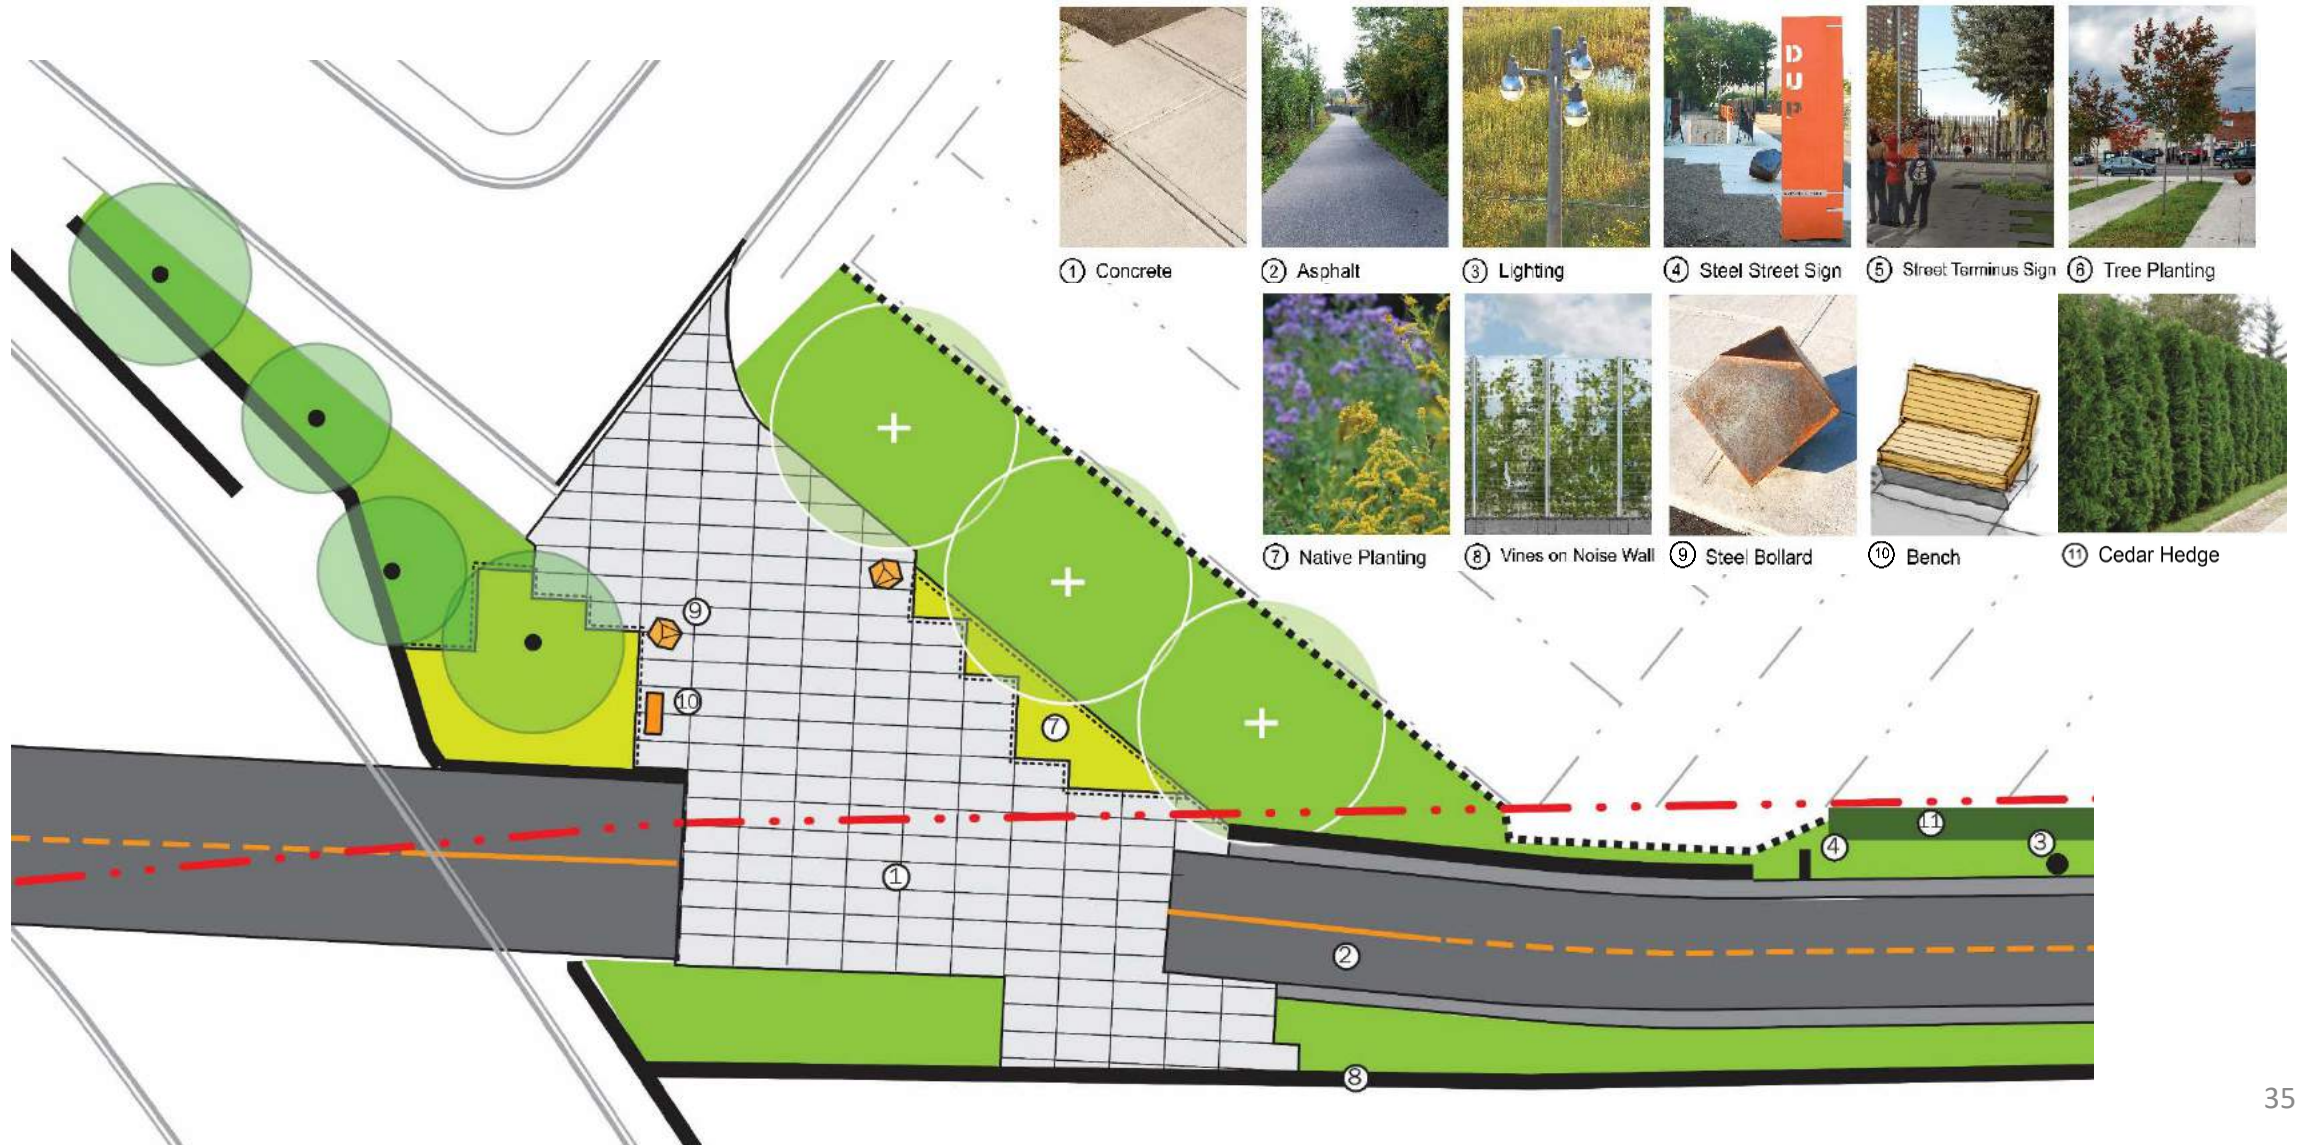 D
U
P
① Concrete
② Asphalt
③ Lighting
④ Steel Street Sign
⑤ Street Terminus Sign
⑥ Tree Planting
⑦ Native Planting
⑧ Vines on Noise Wall
⑨ Steel Bollard
⑩ Bench
⑪ Cedar Hedge
⑨
⑩
⑦
⑪
④
③
①
②
⑧
35